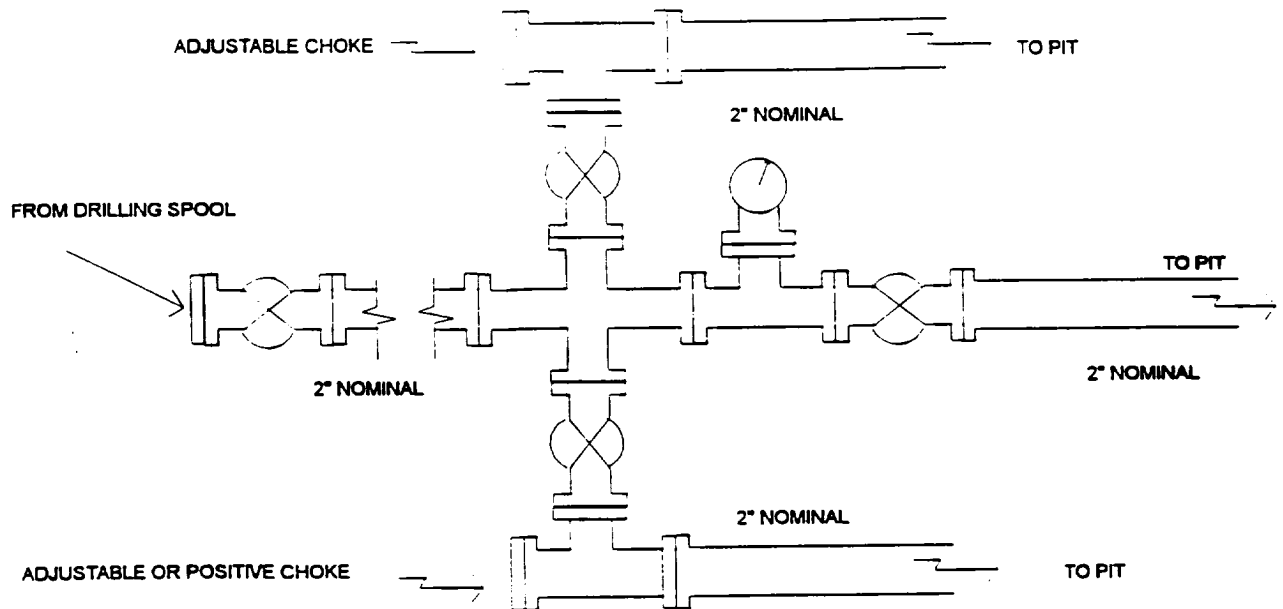 ADJUSTABLE CHOKE
TO PIT
2" NOMINAL
FROM DRILLING SPOOL
TO PIT
2" NOMINAL
2" NOMINAL
2" NOMINAL
ADJUSTABLE OR POSITIVE CHOKE
TO PIT